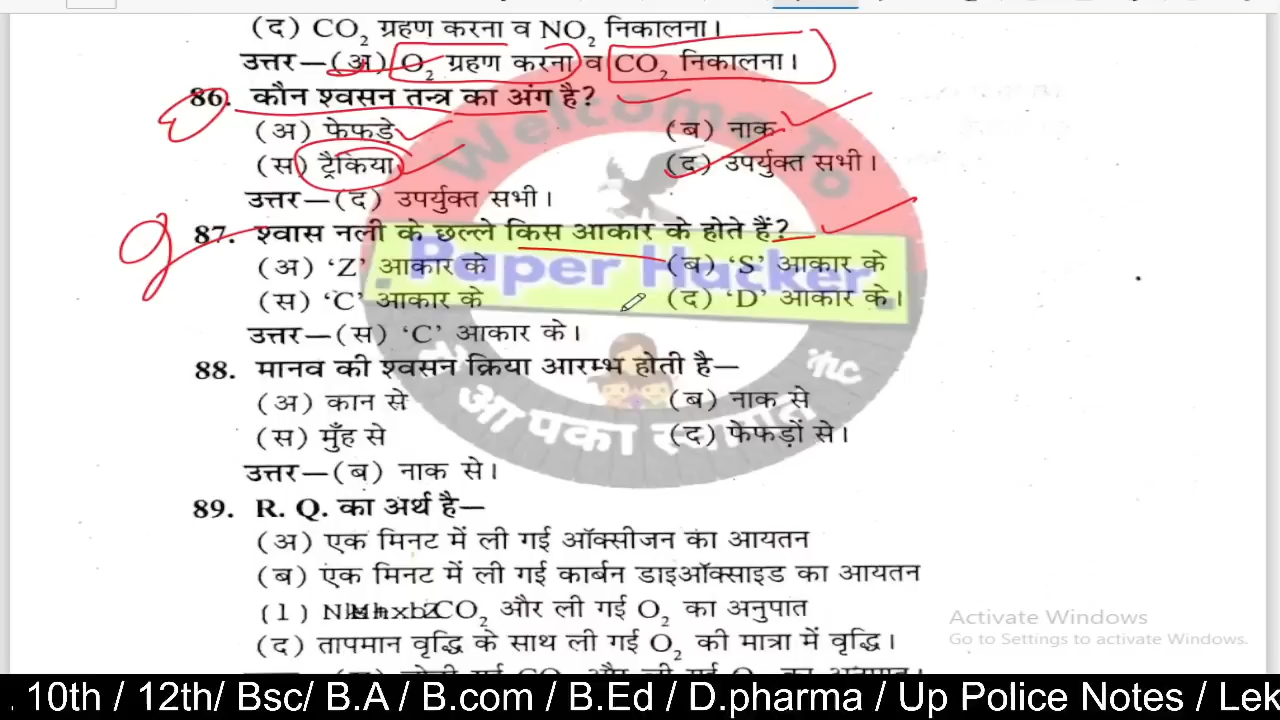 (द) CO₂ ग्रहण करना व NO₂ निकालना।
उत्तर—(अ) O₂ ग्रहण करना व CO₂ निकालना।
86. कौन श्वसन तन्त्र का अंग है?
(अ) फेफड़े (ब) नाक
(स) ट्रैकिया (द) उपर्युक्त सभी।
उत्तर—(द) उपर्युक्त सभी।
87. श्वास नली के छल्ले किस आकार के होते हैं?
(अ) ‘Z’ आकार के (ब) ‘S’ आकार के
(स) ‘C’ आकार के (द) ‘D’ आकार के।
उत्तर—(स) ‘C’ आकार के।
88. मानव की श्वसन क्रिया आरम्भ होती है—
(अ) कान से (ब) नाक से
(स) मुँह से (द) फेफड़ों से।
उत्तर—(ब) नाक से।
89. R. Q. का अर्थ है—
(अ) एक मिनट में ली गई ऑक्सीजन का आयतन
(ब) एक मिनट में ली गई कार्बन डाइऑक्साइड का आयतन
(1) CO₂ और ली गई O₂ का अनुपात
(द) तापमान वृद्धि के साथ ली गई O₂ की मात्रा में वृद्धि।
Welcome To
Paper Hacker
आपका स्वागत
Activate Windows
Go to Settings to activate Windows.
. 10th / 12th/ Bsc/ B.A / B.com / B.Ed / D.pharma / Up Police Notes / Lek